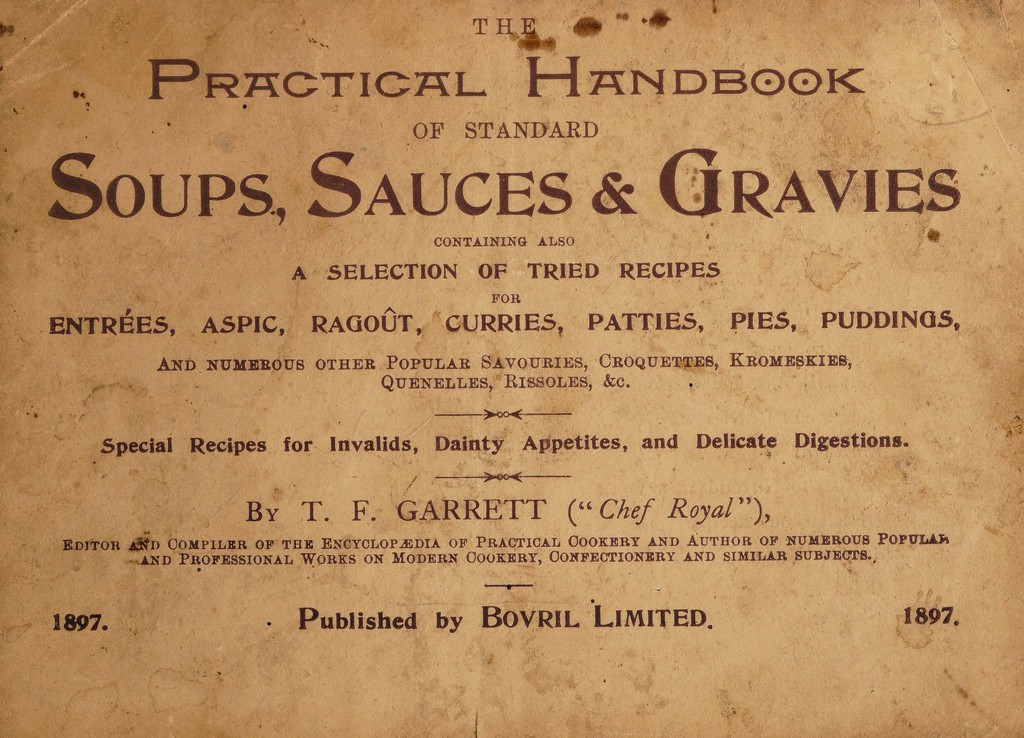 THE
PRACTICAL HANDBOOK
OF STANDARD
SOUPS, SAUCES & GRAVIES
CONTAINING ALSO
A SELECTION OF TRIED RECIPES
FOR
ENTRÉES, ASPIC, RAGOÛT, CURRIES, PATTIES, PIES, PUDDINGS,
AND NUMEROUS OTHER POPULAR SAVOURIES, CROQUETTES, KROMESKIES,
QUENELLES, RISSOLES, &C.
Special Recipes for Invalids, Dainty Appetites, and Delicate Digestions.
BY T. F. GARRETT ("Chef Royal"),
EDITOR AND COMPILER OF THE ENCYCLOPÆDIA OF PRACTICAL COOKERY AND AUTHOR OF NUMEROUS POPULAR
AND PROFESSIONAL WORKS ON MODERN COOKERY, CONFECTIONERY AND SIMILAR SUBJECTS.
1897. Published by BOVRIL LIMITED. 1897.